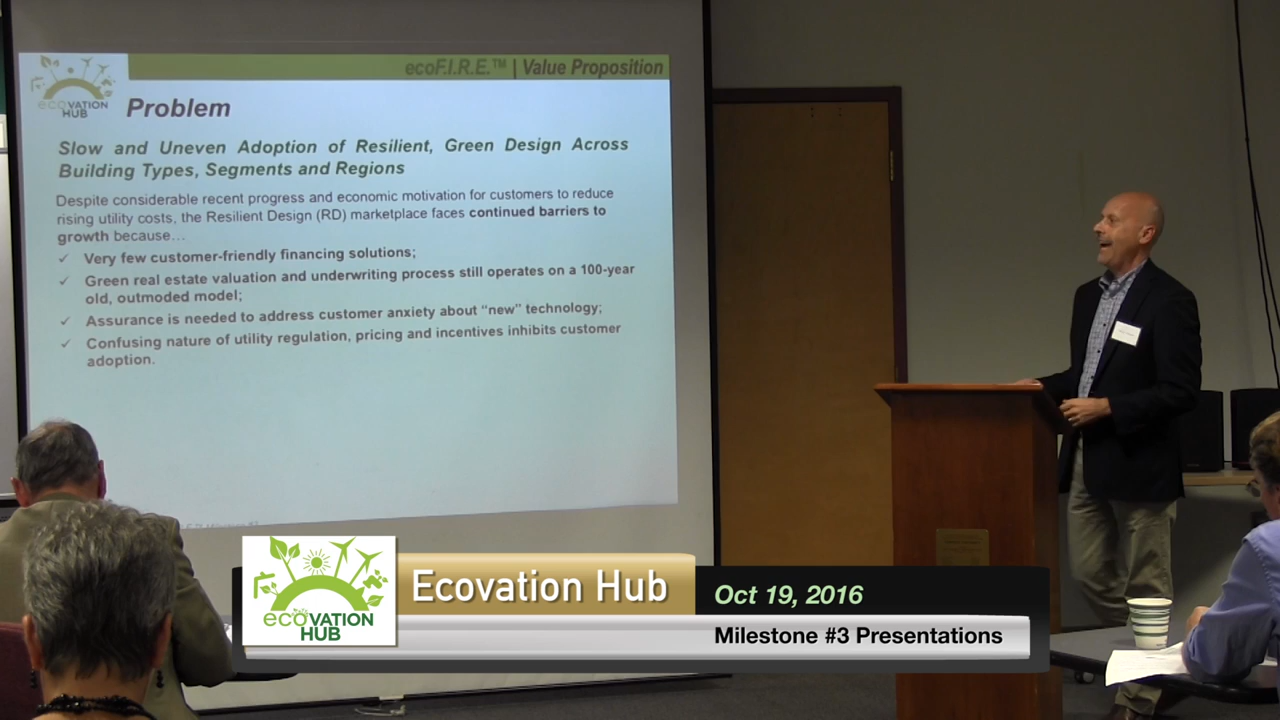 ecoF.I.R.E.™ | Value Proposition
ecoVATION
HUB
Problem
Slow and Uneven Adoption of Resilient, Green Design Across
Building Types, Segments and Regions
Despite considerable recent progress and economic motivation for customers to reduce
rising utility costs, the Resilient Design (RD) marketplace faces continued barriers to
growth because…
✓ Very few customer-friendly financing solutions;
✓ Green real estate valuation and underwriting process still operates on a 100-year
old, outmoded model;
✓ Assurance is needed to address customer anxiety about “new” technology;
✓ Confusing nature of utility regulation, pricing and incentives inhibits customer
adoption.
ecoVATION
HUB
Ecovation Hub
Oct 19, 2016
Milestone #3 Presentations